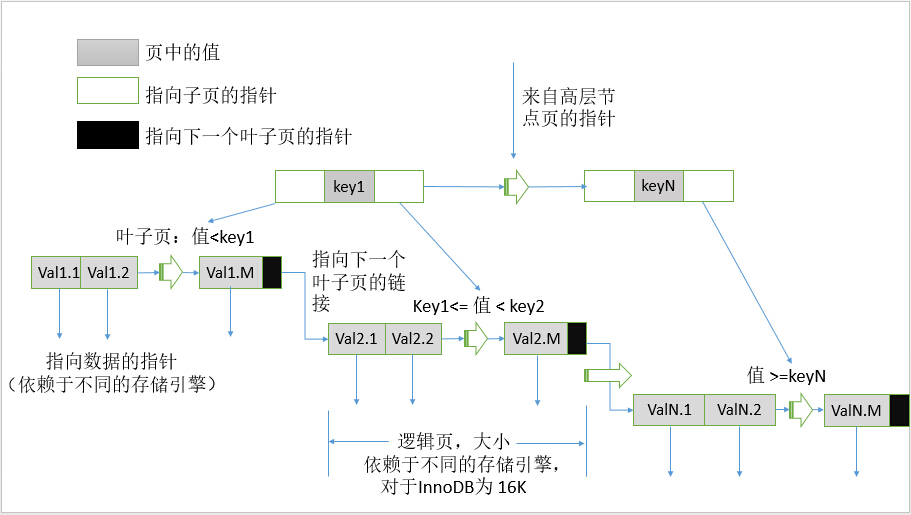 页中的值
指向子页的指针
指向下一个叶子页的指针
来自高层节
点页的指针
key1
keyN
叶子页：值<key1
Val1.1
Val1.2
Val1.M
指向下一个
叶子页的链
接
Key1<= 值 < key2
Val2.1
Val2.2
Val2.M
指向数据的指针
（依赖于不同的存储引擎）
值 >=keyN
ValN.1
ValN.2
ValN.M
逻辑页，大小
依赖于不同的存储引擎，
对于InnoDB为 16K